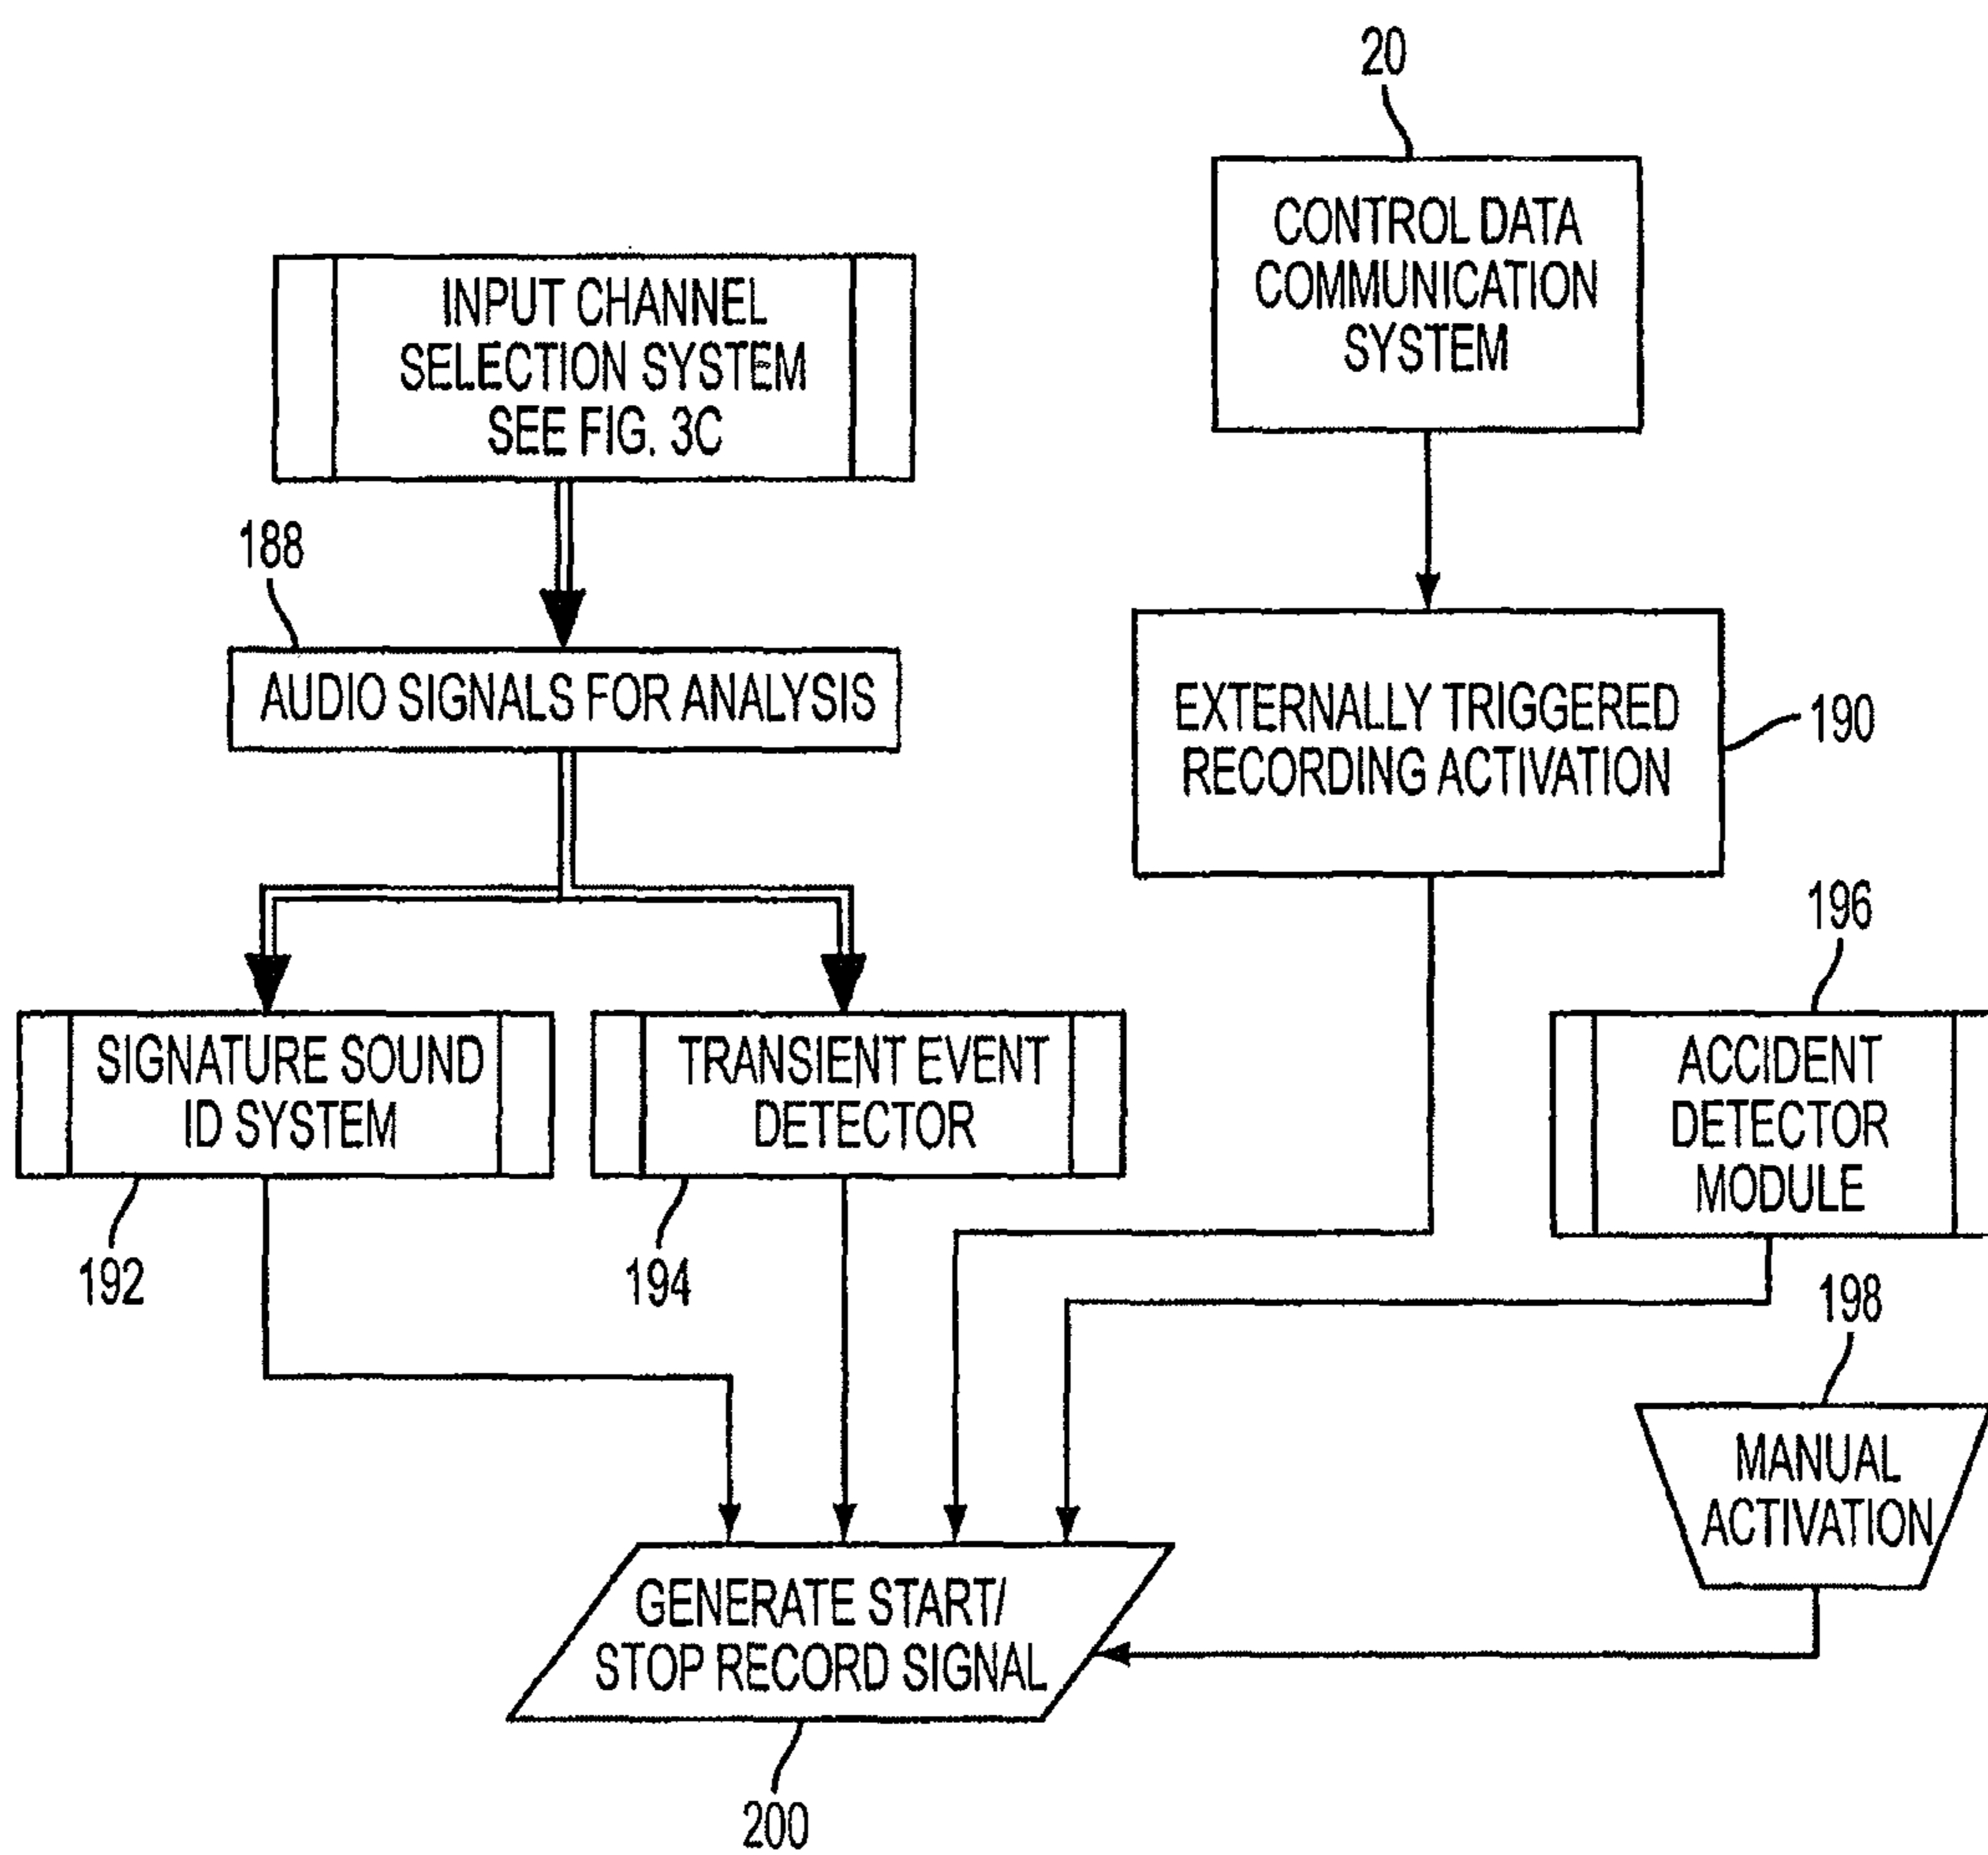 20
CONTROL DATA
COMMUNICATION
SYSTEM
INPUT CHANNEL
SELECTION SYSTEM
SEE FIG. 3C
188
AUDIO SIGNALS FOR ANALYSIS
EXTERNALLY TRIGGERED
RECORDING ACTIVATION
190
196
SIGNATURE SOUND
ID SYSTEM
TRANSIENT EVENT
DETECTOR
ACCIDENT
DETECTOR
MODULE
192
194
198
MANUAL
ACTIVATION
GENERATE START/
STOP RECORD SIGNAL
200